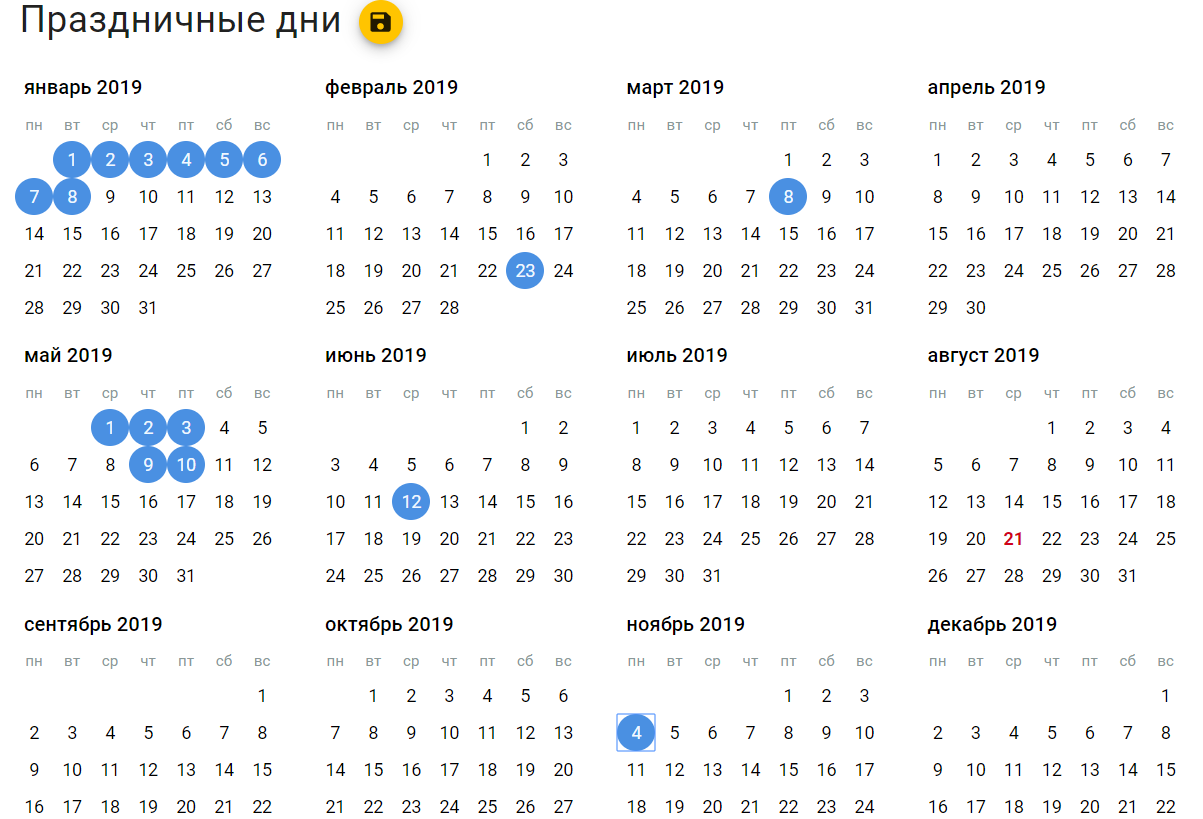 Праздничные дни
январь 2019
пн вт ср чт пт сб вс
1 2 3 4 5 6
7 8 9 10 11 12 13
14 15 16 17 18 19 20
21 22 23 24 25 26 27
28 29 30 31
февраль 2019
пн вт ср чт пт сб вс
1 2 3
4 5 6 7 8 9 10
11 12 13 14 15 16 17
18 19 20 21 22 23 24
25 26 27 28
март 2019
пн вт ср чт пт сб вс
1 2 3
4 5 6 7 8 9 10
11 12 13 14 15 16 17
18 19 20 21 22 23 24
25 26 27 28 29 30 31
апрель 2019
пн вт ср чт пт сб вс
1 2 3 4 5 6 7
8 9 10 11 12 13 14
15 16 17 18 19 20 21
22 23 24 25 26 27 28
29 30
май 2019
пн вт ср чт пт сб вс
1 2 3 4 5
6 7 8 9 10 11 12
13 14 15 16 17 18 19
20 21 22 23 24 25 26
27 28 29 30 31
июнь 2019
пн вт ср чт пт сб вс
1 2
3 4 5 6 7 8 9
10 11 12 13 14 15 16
17 18 19 20 21 22 23
24 25 26 27 28 29 30
июль 2019
пн вт ср чт пт сб вс
1 2 3 4 5 6 7
8 9 10 11 12 13 14
15 16 17 18 19 20 21
22 23 24 25 26 27 28
29 30 31
август 2019
пн вт ср чт пт сб вс
1 2 3 4
5 6 7 8 9 10 11
12 13 14 15 16 17 18
19 20 21 22 23 24 25
26 27 28 29 30 31
сентябрь 2019
пн вт ср чт пт сб вс
1
2 3 4 5 6 7 8
9 10 11 12 13 14 15
16 17 18 19 20 21 22
октябрь 2019
пн вт ср чт пт сб вс
1 2 3 4 5 6
7 8 9 10 11 12 13
14 15 16 17 18 19 20
21 22 23 24 25 26 27
ноябрь 2019
пн вт ср чт пт сб вс
1 2 3
4 5 6 7 8 9 10
11 12 13 14 15 16 17
18 19 20 21 22 23 24
декабрь 2019
пн вт ср чт пт сб вс
1
2 3 4 5 6 7 8
9 10 11 12 13 14 15
16 17 18 19 20 21 22